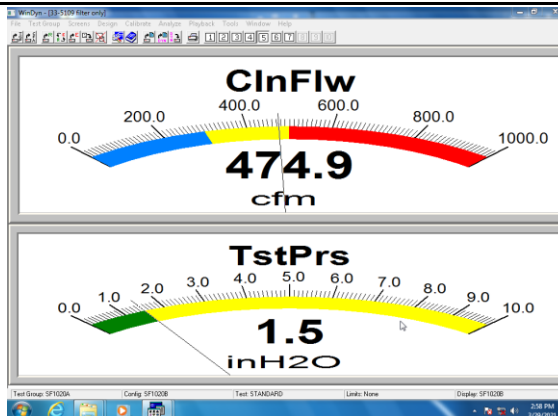 WinDyn - [33-5109 filter only]
File Test Group Screens Design Calibrate Analyze Playback Tools Window Help
1 2 3 4 5 6 7
ClnFlw
0.0 200.0 400.0 600.0 800.0 1000.0
474.9
cfm
TstPrs
0.0 1.0 2.0 3.0 4.0 5.0 6.0 7.0 8.0 9.0 10.0
1.5
inH2O
Test Group: SF1020A Config: SF1020B Test: STANDARD Limits: None Display: SF1020B
2:58 PM